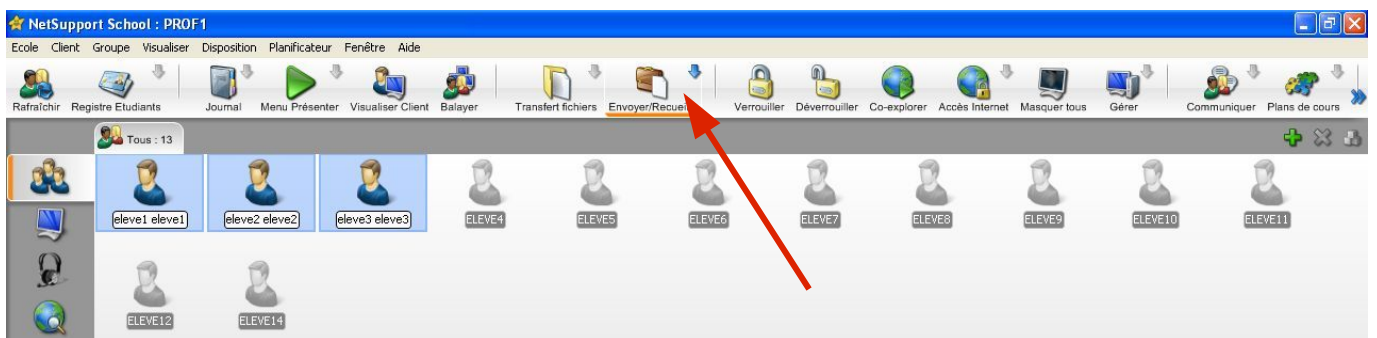 NetSupport School : PROF1
Ecole Client Groupe Visualiser Disposition Planificateur Fenêtre Aide
Rafraîchir Registre Etudiants Journal Menu Présenter Visualiser Client Balayer Transfert fichiers Envoyer/Recueil Verrouiller Déverrouiller Co-explorer Accès Internet Masquer tous Gérer Communiquer Plans de cours
Tous : 13
eleve1 eleve1 eleve2 eleve2 eleve3 eleve3 ELEVE4 ELEVE5 ELEVE6 ELEVE7 ELEVE8 ELEVE9 ELEVE10 ELEVE11
ELEVE12 ELEVE14